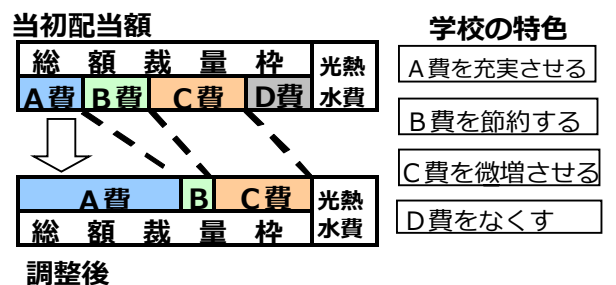 当初配当額
学校の特色
総額裁量枠
光熱
水費
A費 B費 C費 D費
A費を充実させる
B費を節約する
C費を微増させる
D費をなくす
A費 B C費
光熱
水費
総額裁量枠
調整後